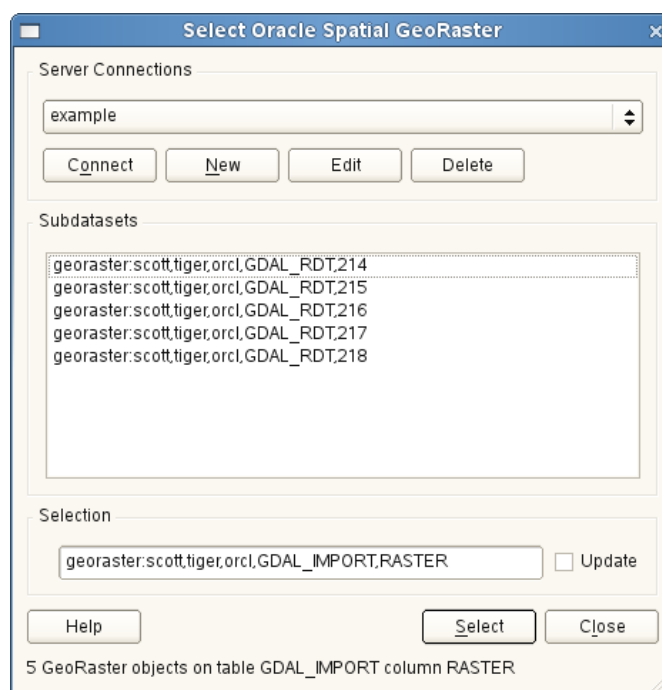 Select Oracle Spatial GeoRaster
Server Connections
example
Connect
New
Edit
Delete
Subdatasets
georaster:scott,tiger,orcl,GDAL_RDT,214
georaster:scott,tiger,orcl,GDAL_RDT,215
georaster:scott,tiger,orcl,GDAL_RDT,216
georaster:scott,tiger,orcl,GDAL_RDT,217
georaster:scott,tiger,orcl,GDAL_RDT,218
Selection
georaster:scott,tiger,orcl,GDAL_IMPORT,RASTER
Update
Help
Select
Close
5 GeoRaster objects on table GDAL_IMPORT column RASTER